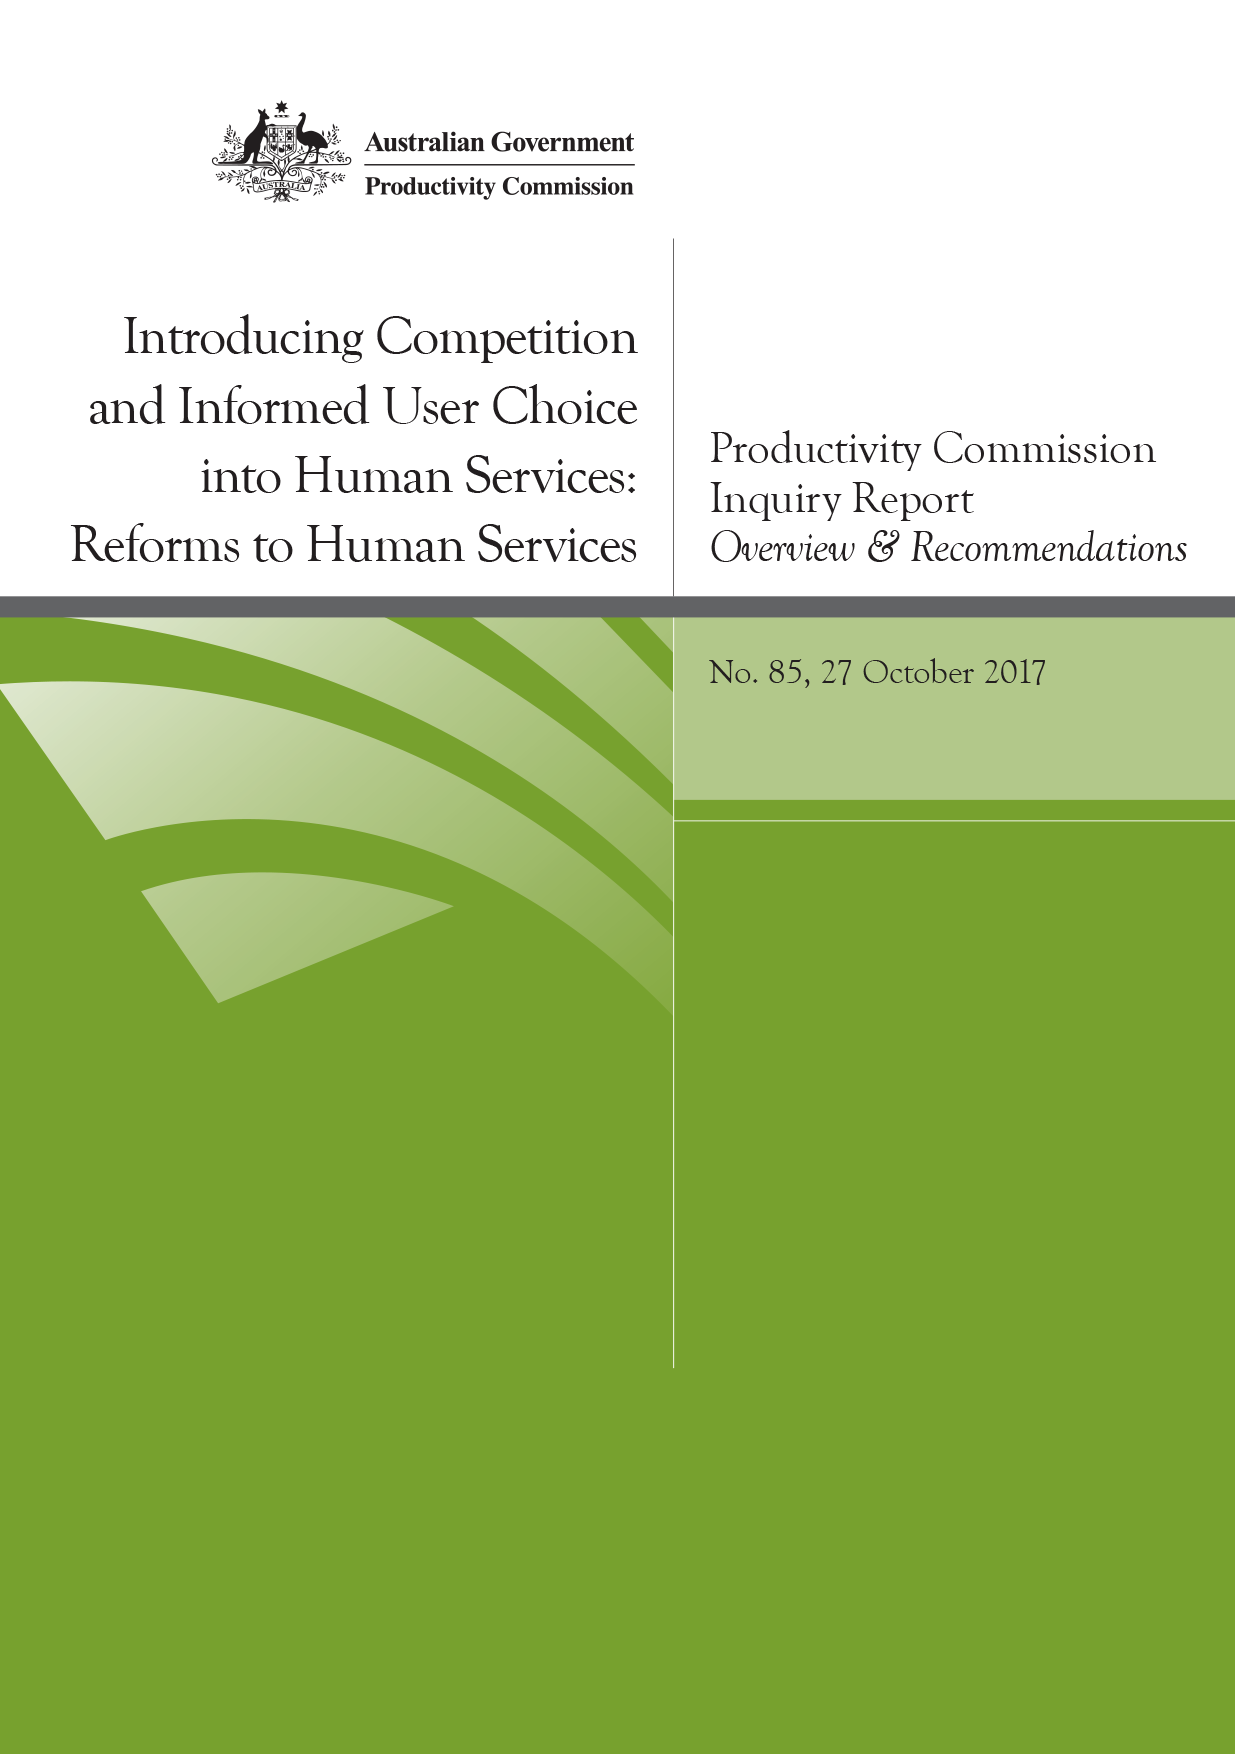 AUSTRALIA
Australian Government
Productivity Commission
Introducing Competition
and Informed User Choice
into Human Services:
Reforms to Human Services
Productivity Commission
Inquiry Report
Overview & Recommendations
No. 85, 27 October 2017